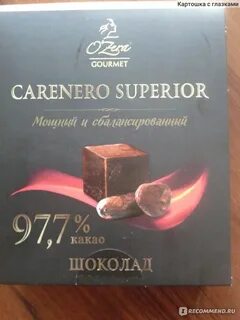 Картошка с глазками
O'Zera
GOURMET
CARENERO SUPERIOR
Мощный и сбалансированный
97,7%
какао
ШОКОЛАД
RECOMMEND.RU